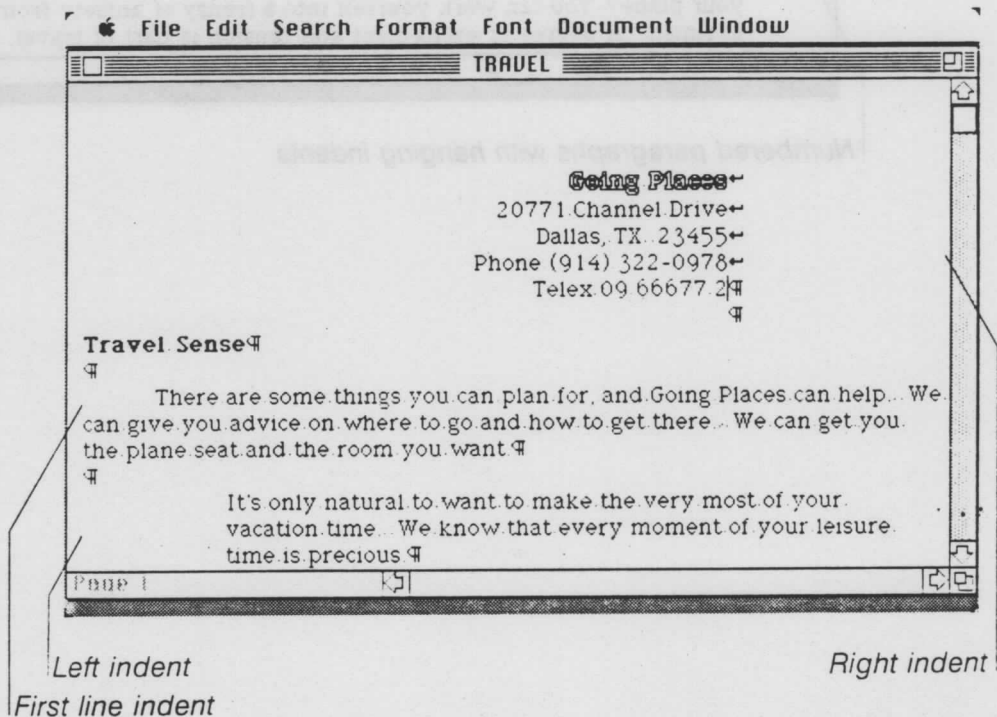 File Edit Search Format Font Document Window
TRAVEL
Going Places↵
20771 Channel Drive↵
Dallas, TX 23455↵
Phone (914) 322-0978↵
Telex 09 66677 2¶
¶
Travel Sense¶
¶
There are some things you can plan for, and Going Places can help. We
can give you advice on where to go and how to get there. We can get you
the plane seat and the room you want.¶
¶
It's only natural to want to make the very most of your
vacation time. We know that every moment of your leisure
time is precious.¶
Page 1
Left indent
Right indent
First line indent